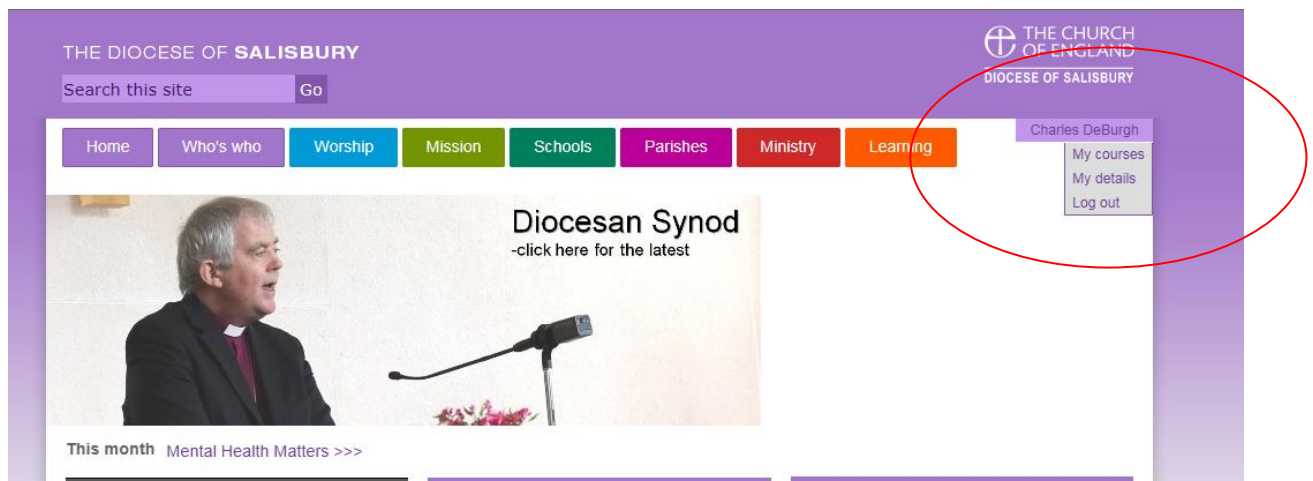 THE DIOCESE OF SALISBURY
THE CHURCH
OF ENGLAND
DIOCESE OF SALISBURY
Search this site Go
Charles DeBurgh
Home Who's who Worship Mission Schools Parishes Ministry Learning
My courses
My details
Log out
Diocesan Synod
-click here for the latest
This month Mental Health Matters >>>